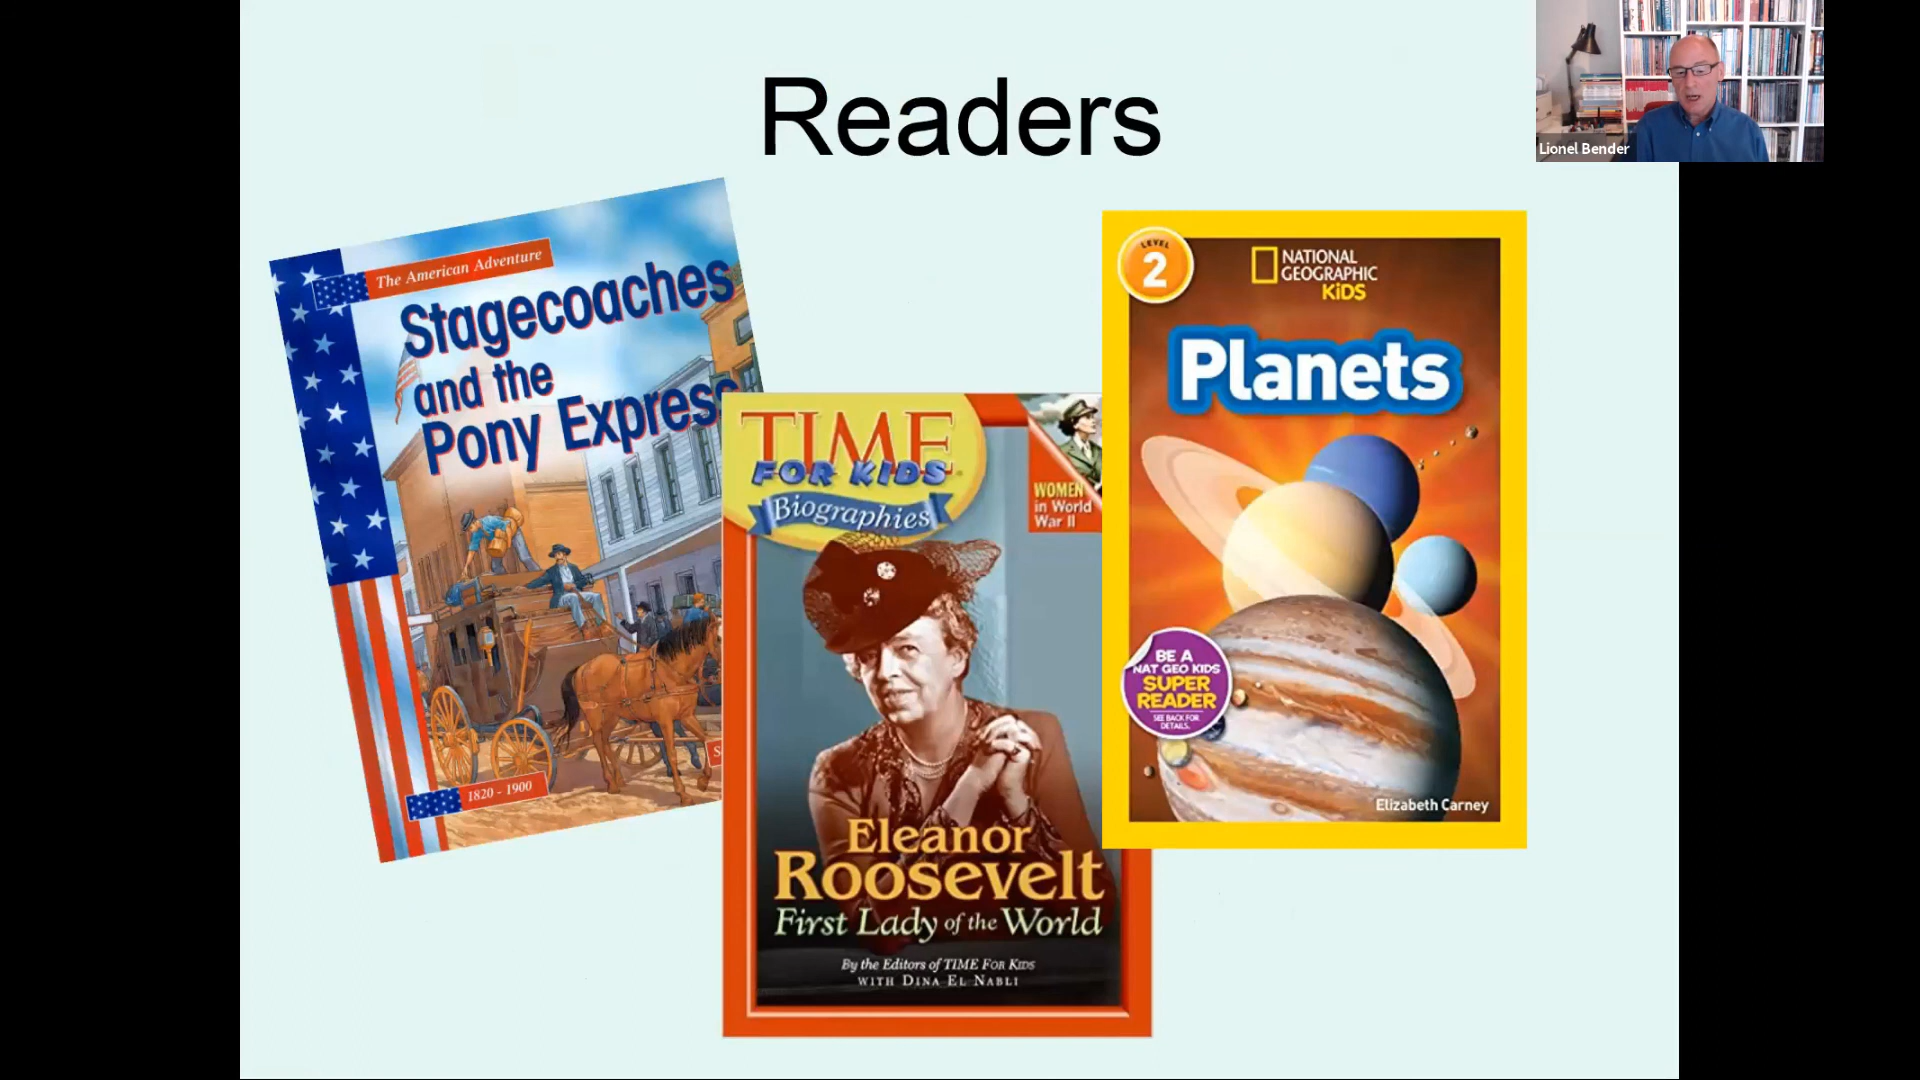 Readers
Lionel Bender
The American Adventure
Stagecoaches
and the
Pony Express
1820 - 1900
TIME
FOR KIDS
Biographies
WOMEN
in World
War II
Eleanor
Roosevelt
First Lady of the World
By the Editors of TIME FOR KIDS
WITH DINA EL NABLI
LEVEL
2
NATIONAL
GEOGRAPHIC
KiDS
Planets
BE A
NAT GEO KIDS
SUPER
READER
SEE BACK FOR
DETAILS.
Elizabeth Carney